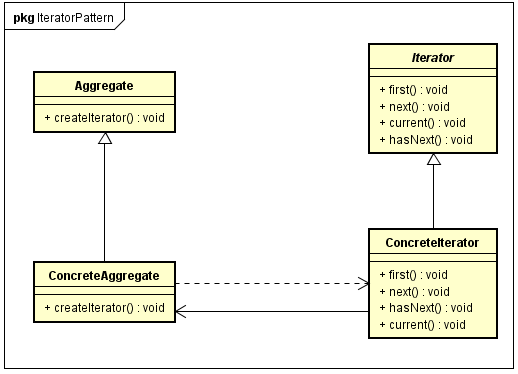 pkg IteratorPattern
Aggregate
+ createIterator() : void
Iterator
+ first() : void
+ next() : void
+ current() : void
+ hasNext() : void
ConcreteAggregate
+ createIterator() : void
ConcreteIterator
+ first() : void
+ next() : void
+ hasNext() : void
+ current() : void